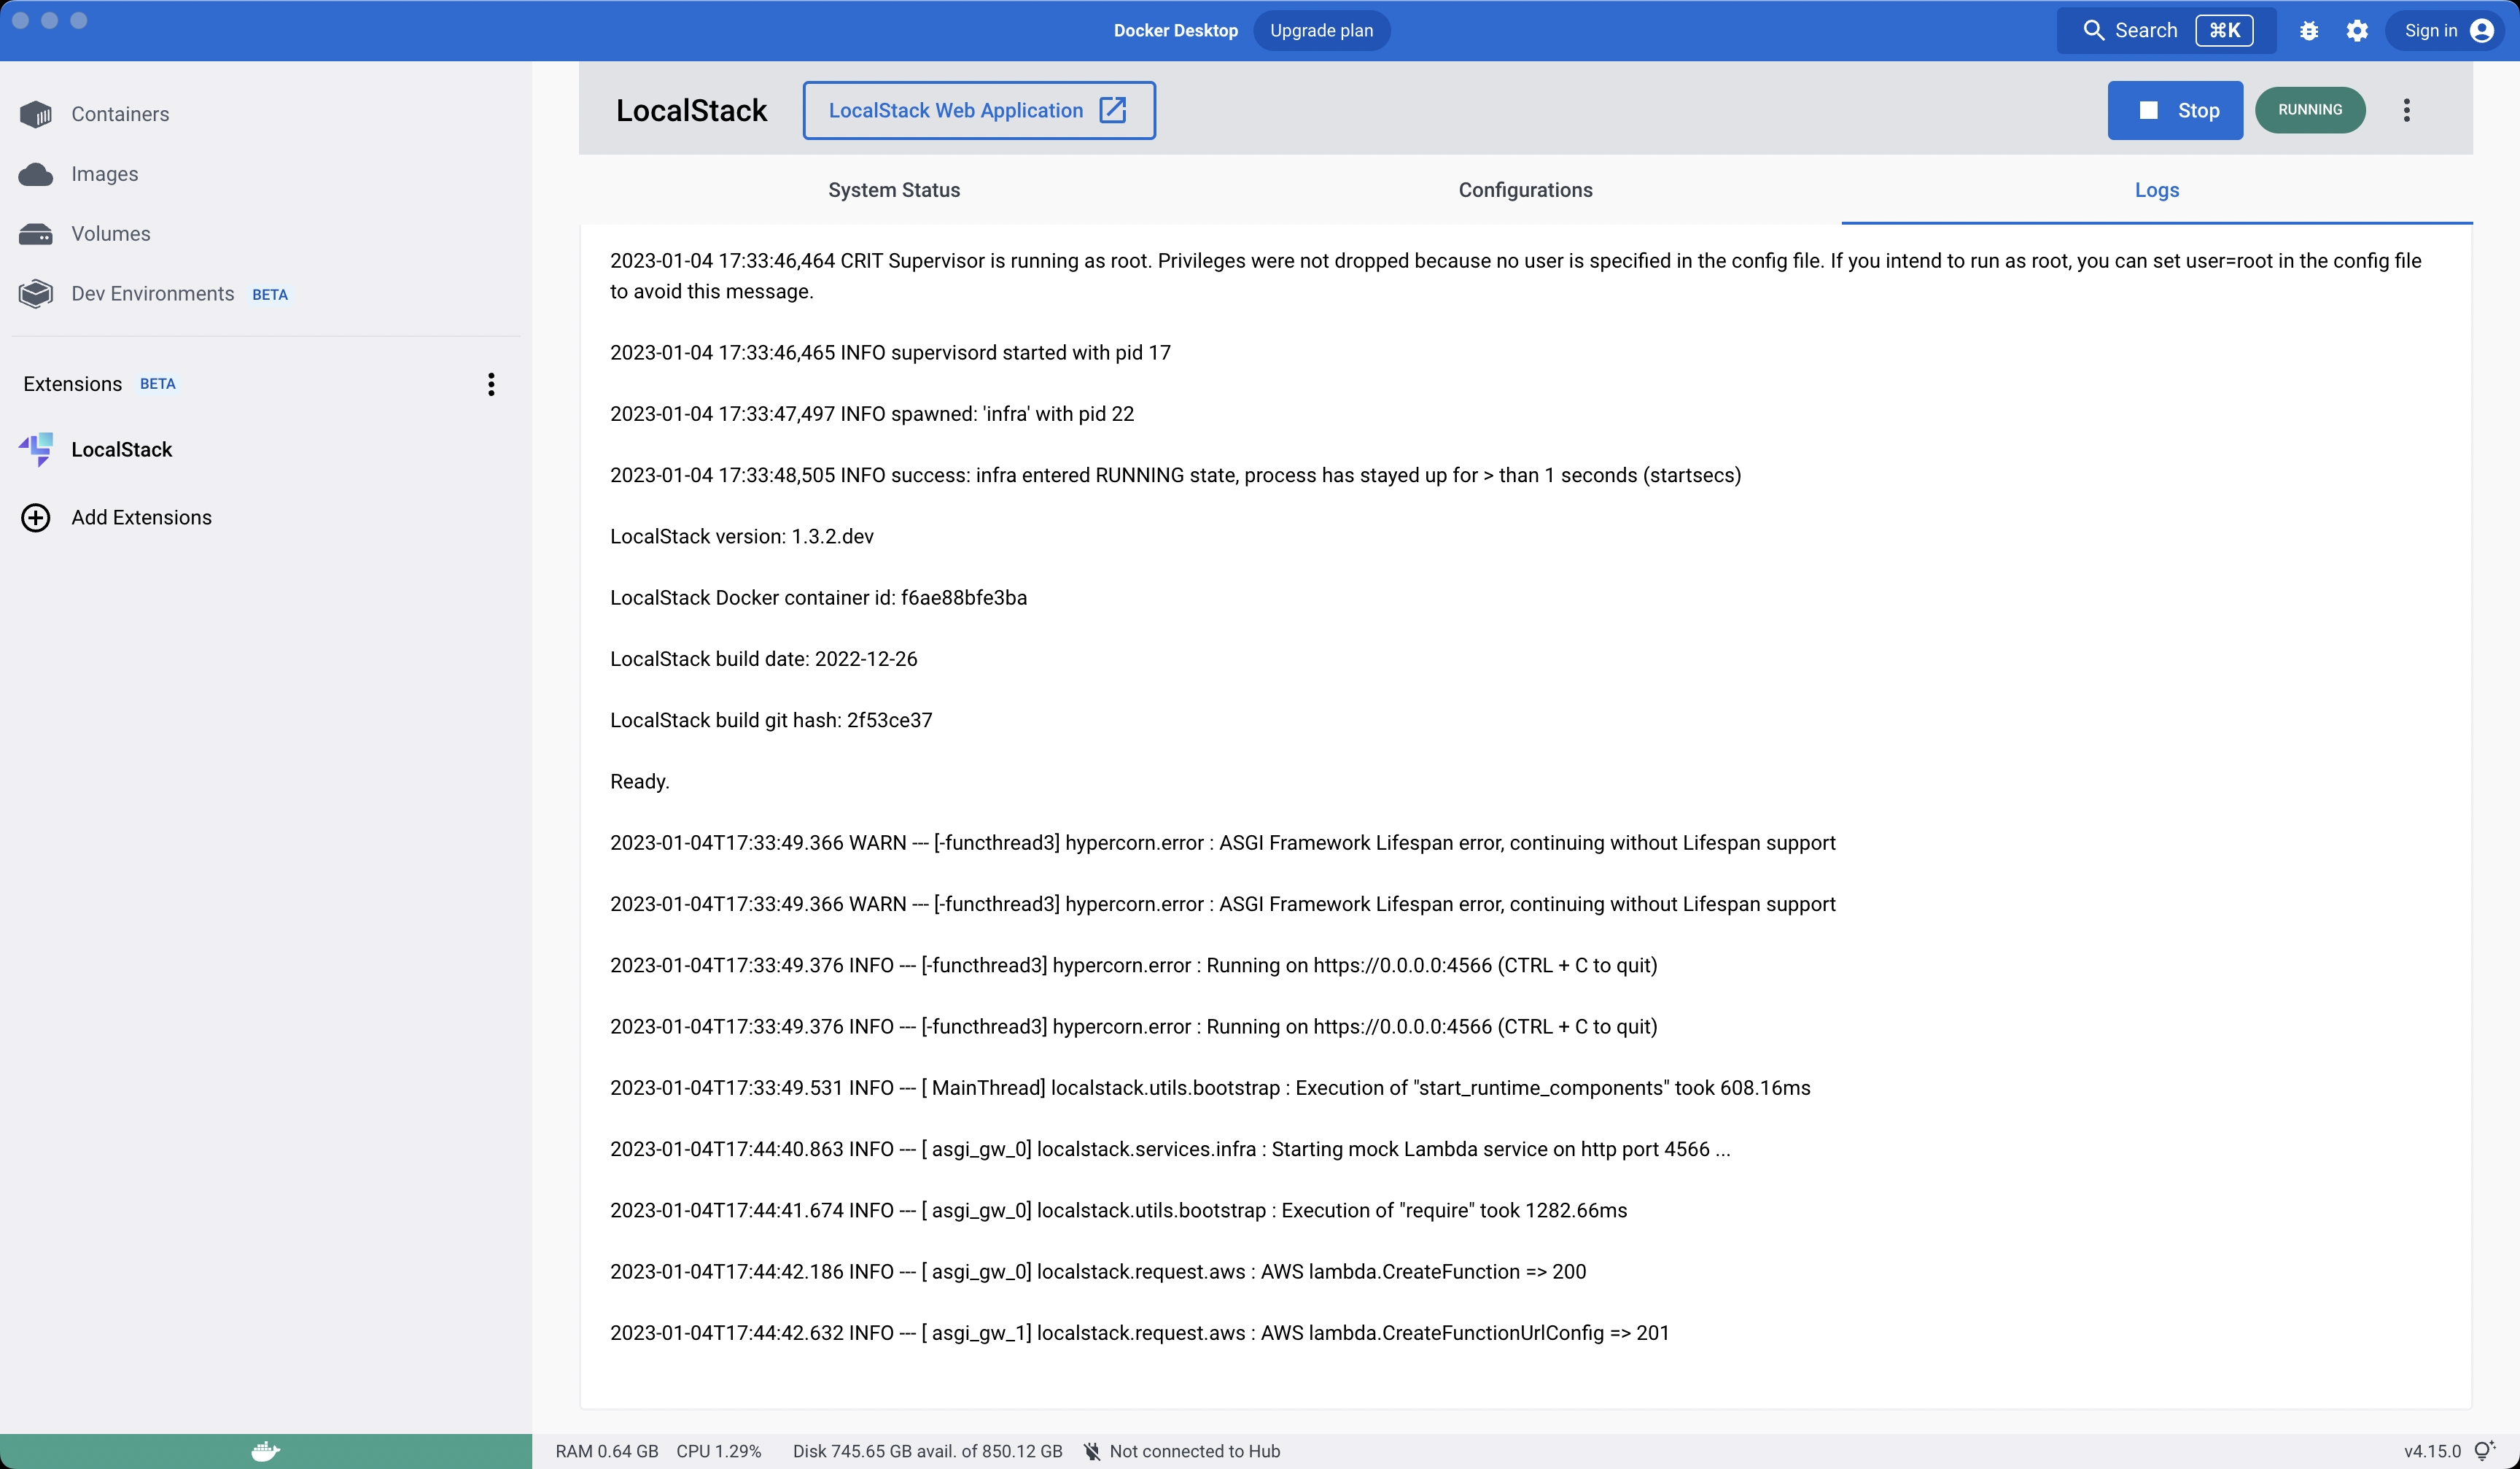 Docker Desktop Upgrade plan Search ⌘K Sign in
Containers
Images
Volumes
Dev Environments BETA
Extensions BETA
LocalStack
Add Extensions
LocalStack LocalStack Web Application Stop RUNNING
System Status Configurations Logs
2023-01-04 17:33:46,464 CRIT Supervisor is running as root. Privileges were not dropped because no user is specified in the config file. If you intend to run as root, you can set user=root in the config file
to avoid this message.
2023-01-04 17:33:46,465 INFO supervisord started with pid 17
2023-01-04 17:33:47,497 INFO spawned: 'infra' with pid 22
2023-01-04 17:33:48,505 INFO success: infra entered RUNNING state, process has stayed up for > than 1 seconds (startsecs)
LocalStack version: 1.3.2.dev
LocalStack Docker container id: f6ae88bfe3ba
LocalStack build date: 2022-12-26
LocalStack build git hash: 2f53ce37
Ready.
2023-01-04T17:33:49.366 WARN --- [-functhread3] hypercorn.error : ASGI Framework Lifespan error, continuing without Lifespan support
2023-01-04T17:33:49.366 WARN --- [-functhread3] hypercorn.error : ASGI Framework Lifespan error, continuing without Lifespan support
2023-01-04T17:33:49.376 INFO --- [-functhread3] hypercorn.error : Running on https://0.0.0.0:4566 (CTRL + C to quit)
2023-01-04T17:33:49.376 INFO --- [-functhread3] hypercorn.error : Running on https://0.0.0.0:4566 (CTRL + C to quit)
2023-01-04T17:33:49.531 INFO --- [ MainThread] localstack.utils.bootstrap : Execution of "start_runtime_components" took 608.16ms
2023-01-04T17:44:40.863 INFO --- [ asgi_gw_0] localstack.services.infra : Starting mock Lambda service on http port 4566 ...
2023-01-04T17:44:41.674 INFO --- [ asgi_gw_0] localstack.utils.bootstrap : Execution of "require" took 1282.66ms
2023-01-04T17:44:42.186 INFO --- [ asgi_gw_0] localstack.request.aws : AWS lambda.CreateFunction => 200
2023-01-04T17:44:42.632 INFO --- [ asgi_gw_1] localstack.request.aws : AWS lambda.CreateFunctionUrlConfig => 201
RAM 0.64 GB CPU 1.29% Disk 745.65 GB avail. of 850.12 GB Not connected to Hub v4.15.0